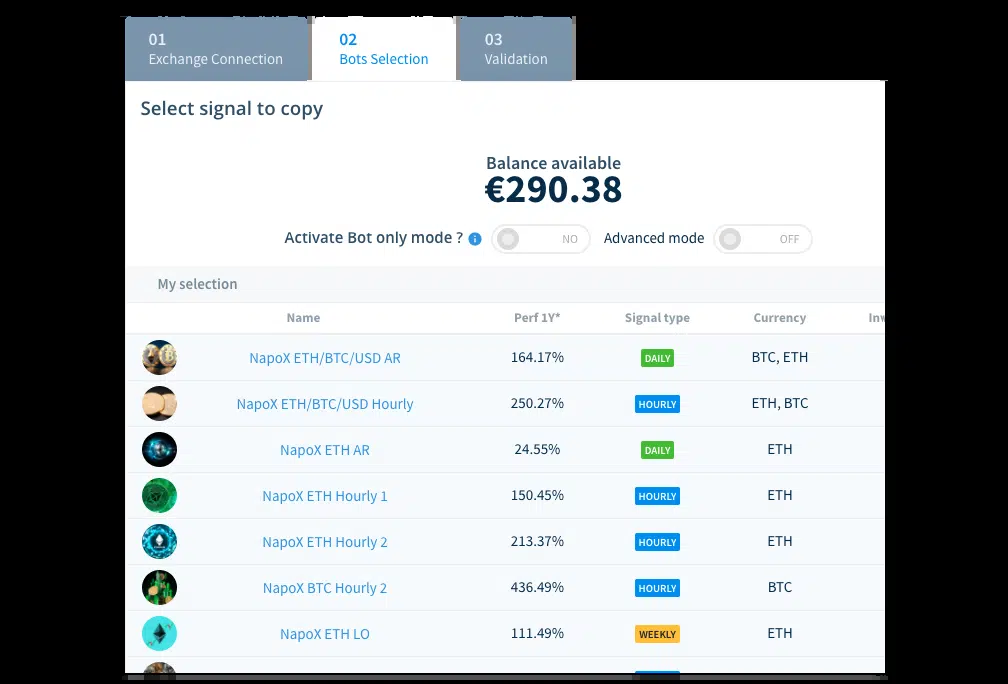 01
Exchange Connection
02
Bots Selection
03
Validation
Select signal to copy
Balance available
€290.38
Activate Bot only mode ? i NO Advanced mode OFF
My selection
Name Perf 1Y* Signal type Currency
NapoX ETH/BTC/USD AR 164.17% DAILY BTC, ETH
NapoX ETH/BTC/USD Hourly 250.27% HOURLY ETH, BTC
NapoX ETH AR 24.55% DAILY ETH
NapoX ETH Hourly 1 150.45% HOURLY ETH
NapoX ETH Hourly 2 213.37% HOURLY ETH
NapoX BTC Hourly 2 436.49% HOURLY BTC
NapoX ETH LO 111.49% WEEKLY ETH